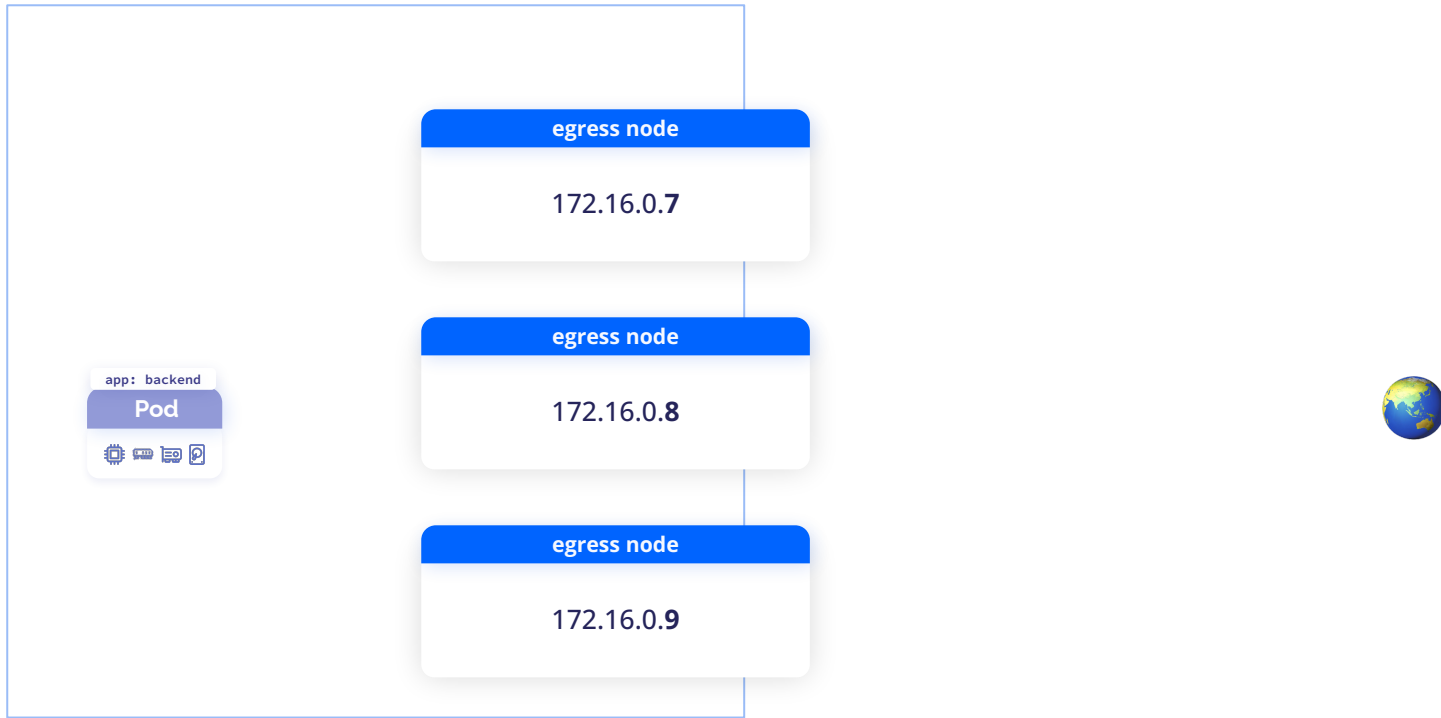 egress node
172.16.0.7
egress node
172.16.0.8
app: backend
Pod
egress node
172.16.0.9